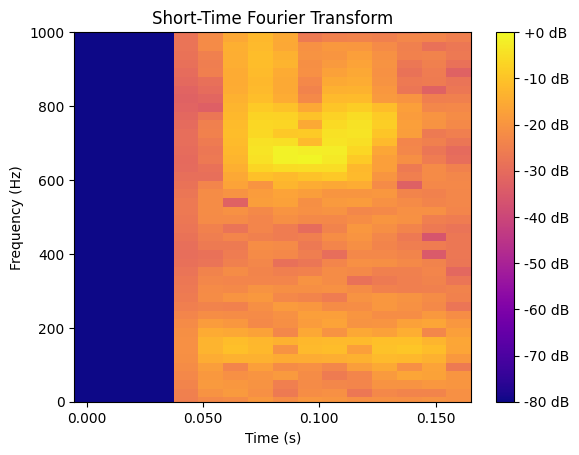 Short-Time Fourier Transform
Frequency (Hz)
1000
800
600
400
200
0
0.000
0.050
0.100
0.150
Time (s)
+0 dB
-10 dB
-20 dB
-30 dB
-40 dB
-50 dB
-60 dB
-70 dB
-80 dB